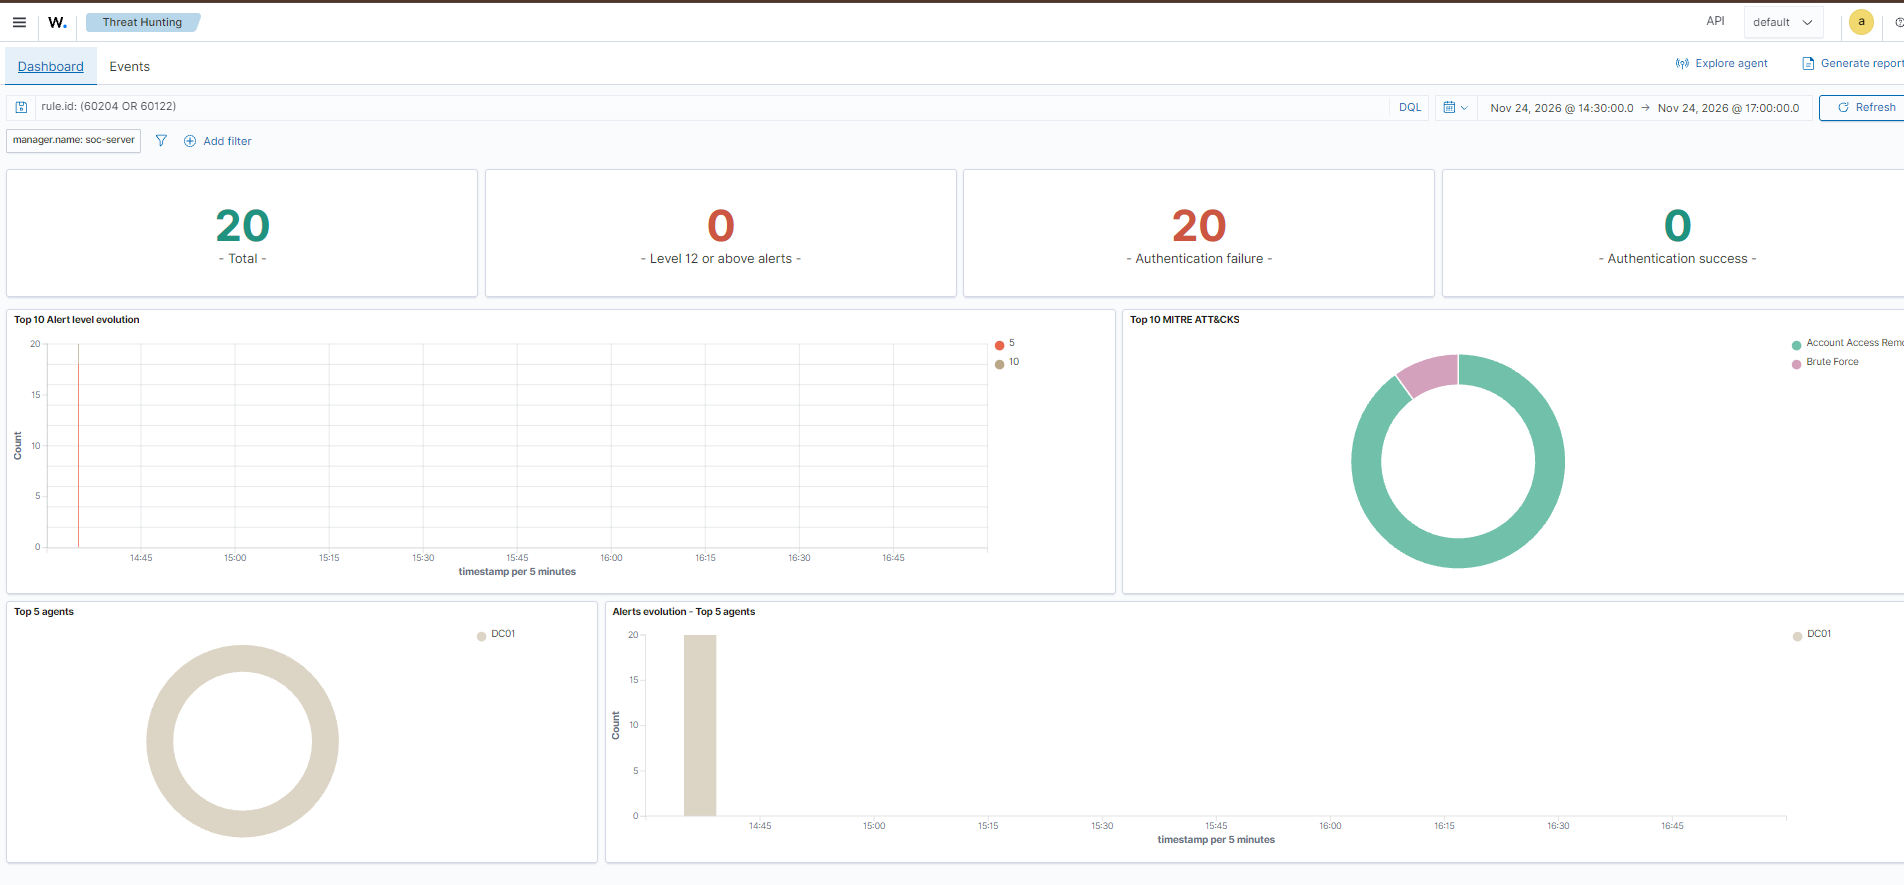 W. Threat Hunting API default a
Dashboard Events Explore agent Generate report
rule.id: (60204 OR 60122) DQL Nov 24, 2026 @ 14:30:00.0 → Nov 24, 2026 @ 17:00:00.0 Refresh
manager.name: soc-server Add filter
20 0 20 0
- Total - - Level 12 or above alerts - - Authentication failure - - Authentication success -
Top 10 Alert level evolution
20
15
10
5
0
Count
14:45 15:00 15:15 15:30 15:45 16:00 16:15 16:30 16:45
timestamp per 5 minutes
5
10
Top 10 MITRE ATT&CKS
Account Access Remo
Brute Force
Top 5 agents
DC01
Alerts evolution - Top 5 agents
20
15
10
5
0
Count
14:45 15:00 15:15 15:30 15:45 16:00 16:15 16:30 16:45
timestamp per 5 minutes
DC01